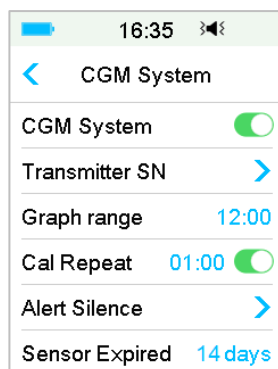 16:35
CGM System
CGM System
Transmitter SN
Graph range 12:00
Cal Repeat 01:00
Alert Silence
Sensor Expired 14 days